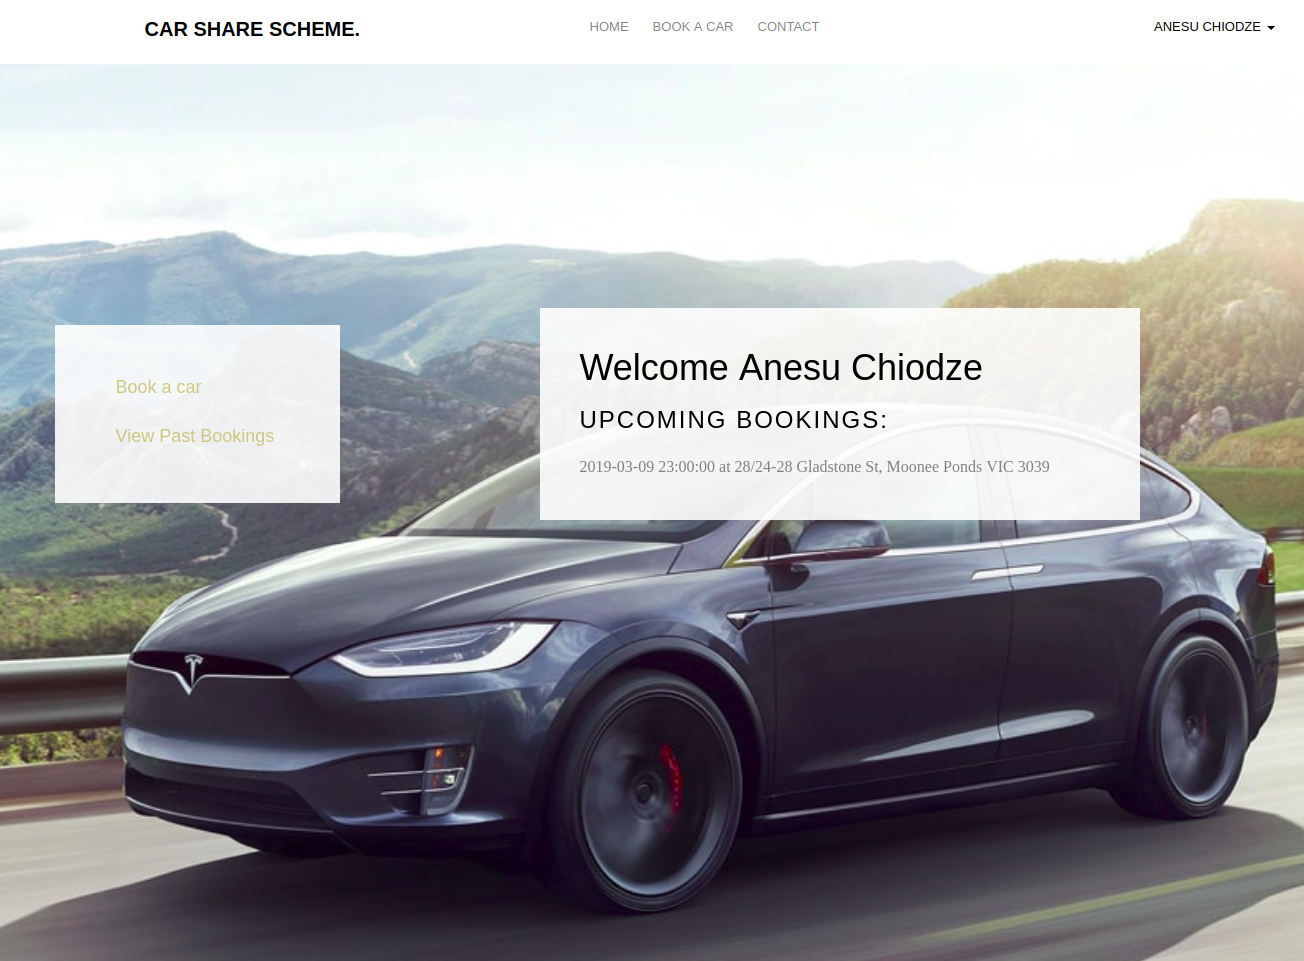 CAR SHARE SCHEME.
HOME BOOK A CAR CONTACT
ANESU CHIODZE
Book a car
View Past Bookings
Welcome Anesu Chiodze
UPCOMING BOOKINGS:
2019-03-09 23:00:00 at 28/24-28 Gladstone St, Moonee Ponds VIC 3039